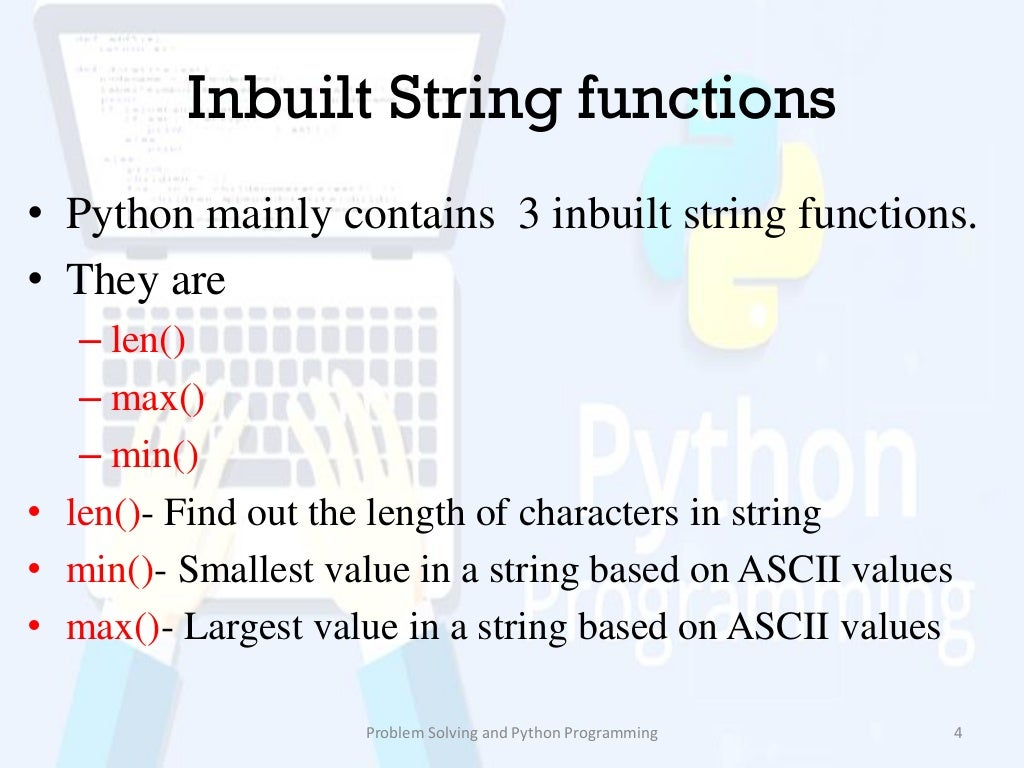 Inbuilt String functions
• Python mainly contains  3 inbuilt string functions.
• They are
– len()
– max()
– min()
• len()- Find out the length of characters in string
• min()- Smallest value in a string based on ASCII values
• max()- Largest value in a string based on ASCII values
Python
Programming
Problem Solving and Python Programming
4